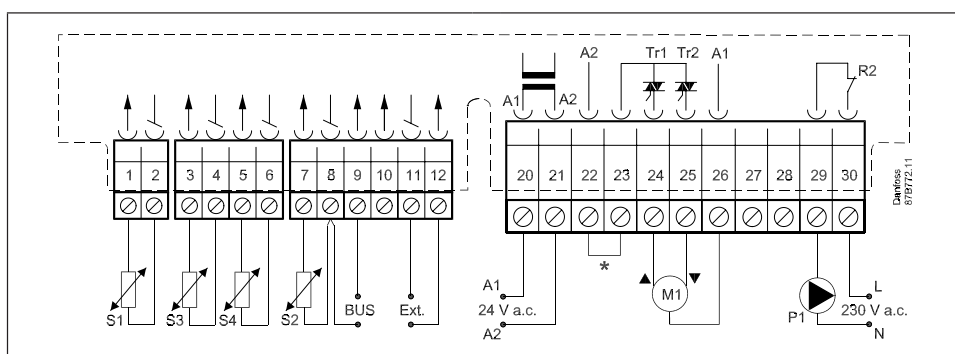 A2 Tr1 Tr2 A1
R2
A1 A2
1 2 3 4 5 6 7 8 9 10 11 12
20 21 22 23 24 25 26 27 28 29 30
Danfoss
87B772.11
*
S1 S3 S4 S2 BUS Ext.
A1
24 V a.c.
A2
M1
P1
L
230 V a.c.
N